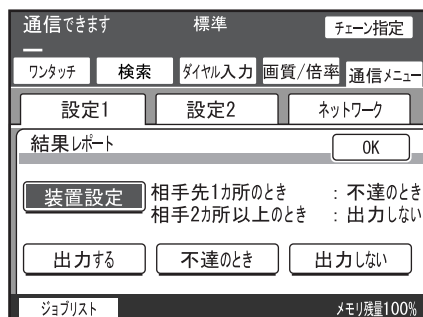 通信できます 標準 チェーン指定
ワンタッチ 検索 ダイヤル入力 画質/倍率 通信メニュー
設定1 設定2 ネットワーク
結果レポート OK
装置設定 相手先1カ所のとき : 不達のとき
相手2カ所以上のとき : 出力しない
出力する 不達のとき 出力しない
ジョブリスト メモリ残量100%